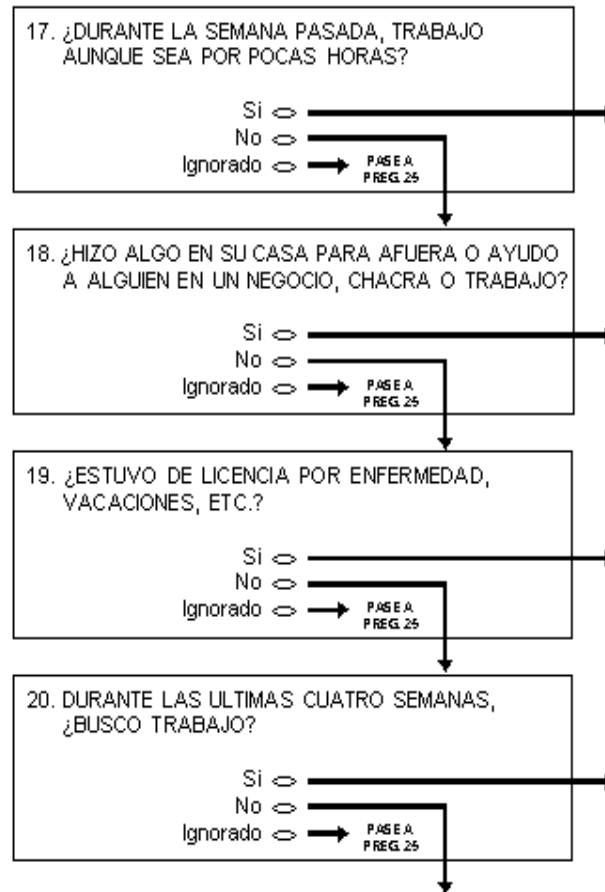 17. ¿DURANTE LA SEMANA PASADA, TRABAJO
AUNQUE SEA POR POCAS HORAS?
Si
No
Ignorado PASE A
PREG. 25
18. ¿HIZO ALGO EN SU CASA PARA AFUERA O AYUDO
A ALGUIEN EN UN NEGOCIO, CHACRA O TRABAJO?
Si
No
Ignorado PASE A
PREG. 25
19. ¿ESTUVO DE LICENCIA POR ENFERMEDAD,
VACACIONES, ETC.?
Si
No
Ignorado PASE A
PREG. 25
20. DURANTE LAS ULTIMAS CUATRO SEMANAS,
¿BUSCO TRABAJO?
Si
No
Ignorado PASE A
PREG. 25